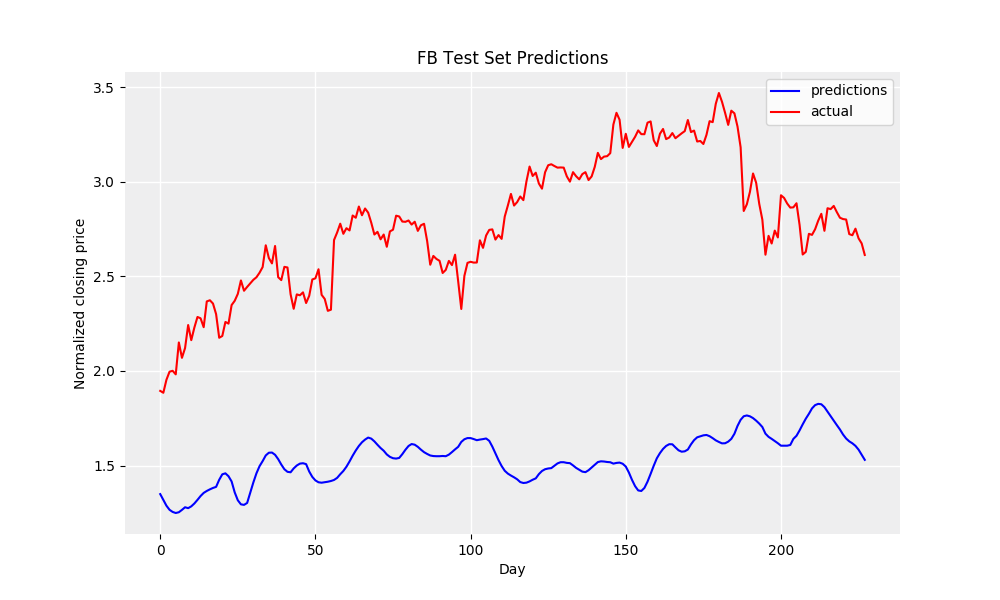 FB Test Set Predictions
predictions
actual
3.5
3.0
2.5
2.0
1.5
Normalized closing price
0 50 100 150 200
Day